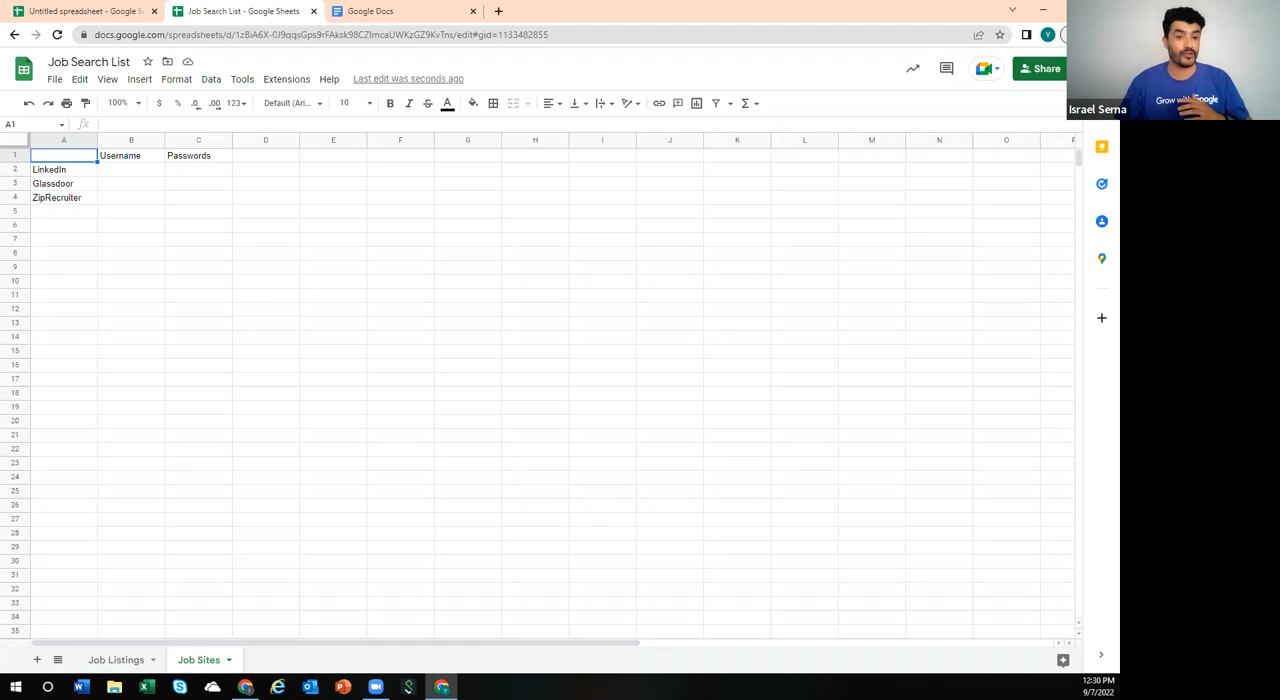 Untitled spreadsheet - Google S
Job Search List - Google Sheets
Google Docs
docs.google.com/spreadsheets/d/1zBiA6X-0J9qqsGps9rFAksk98CZImcaUWKzGZ9KvTns/edit#gid=1133482855
Y
Job Search List
File Edit View Insert Format Data Tools Extensions Help Last edit was seconds ago
Share
Grow with Google
Israel Serna
100% $ % .0 .00 123 Default (Ari... 10 B I S A
A1 fx
A B C D E F G H I J K L M N O
1 Username Passwords
2 LinkedIn
3 Glassdoor
4 ZipRecruiter
5
6
7
8
9
10
11
12
13
14
15
16
17
18
19
20
21
22
23
24
25
26
27
28
29
30
31
32
33
34
35
Job Listings Job Sites
12:30 PM
9/7/2022